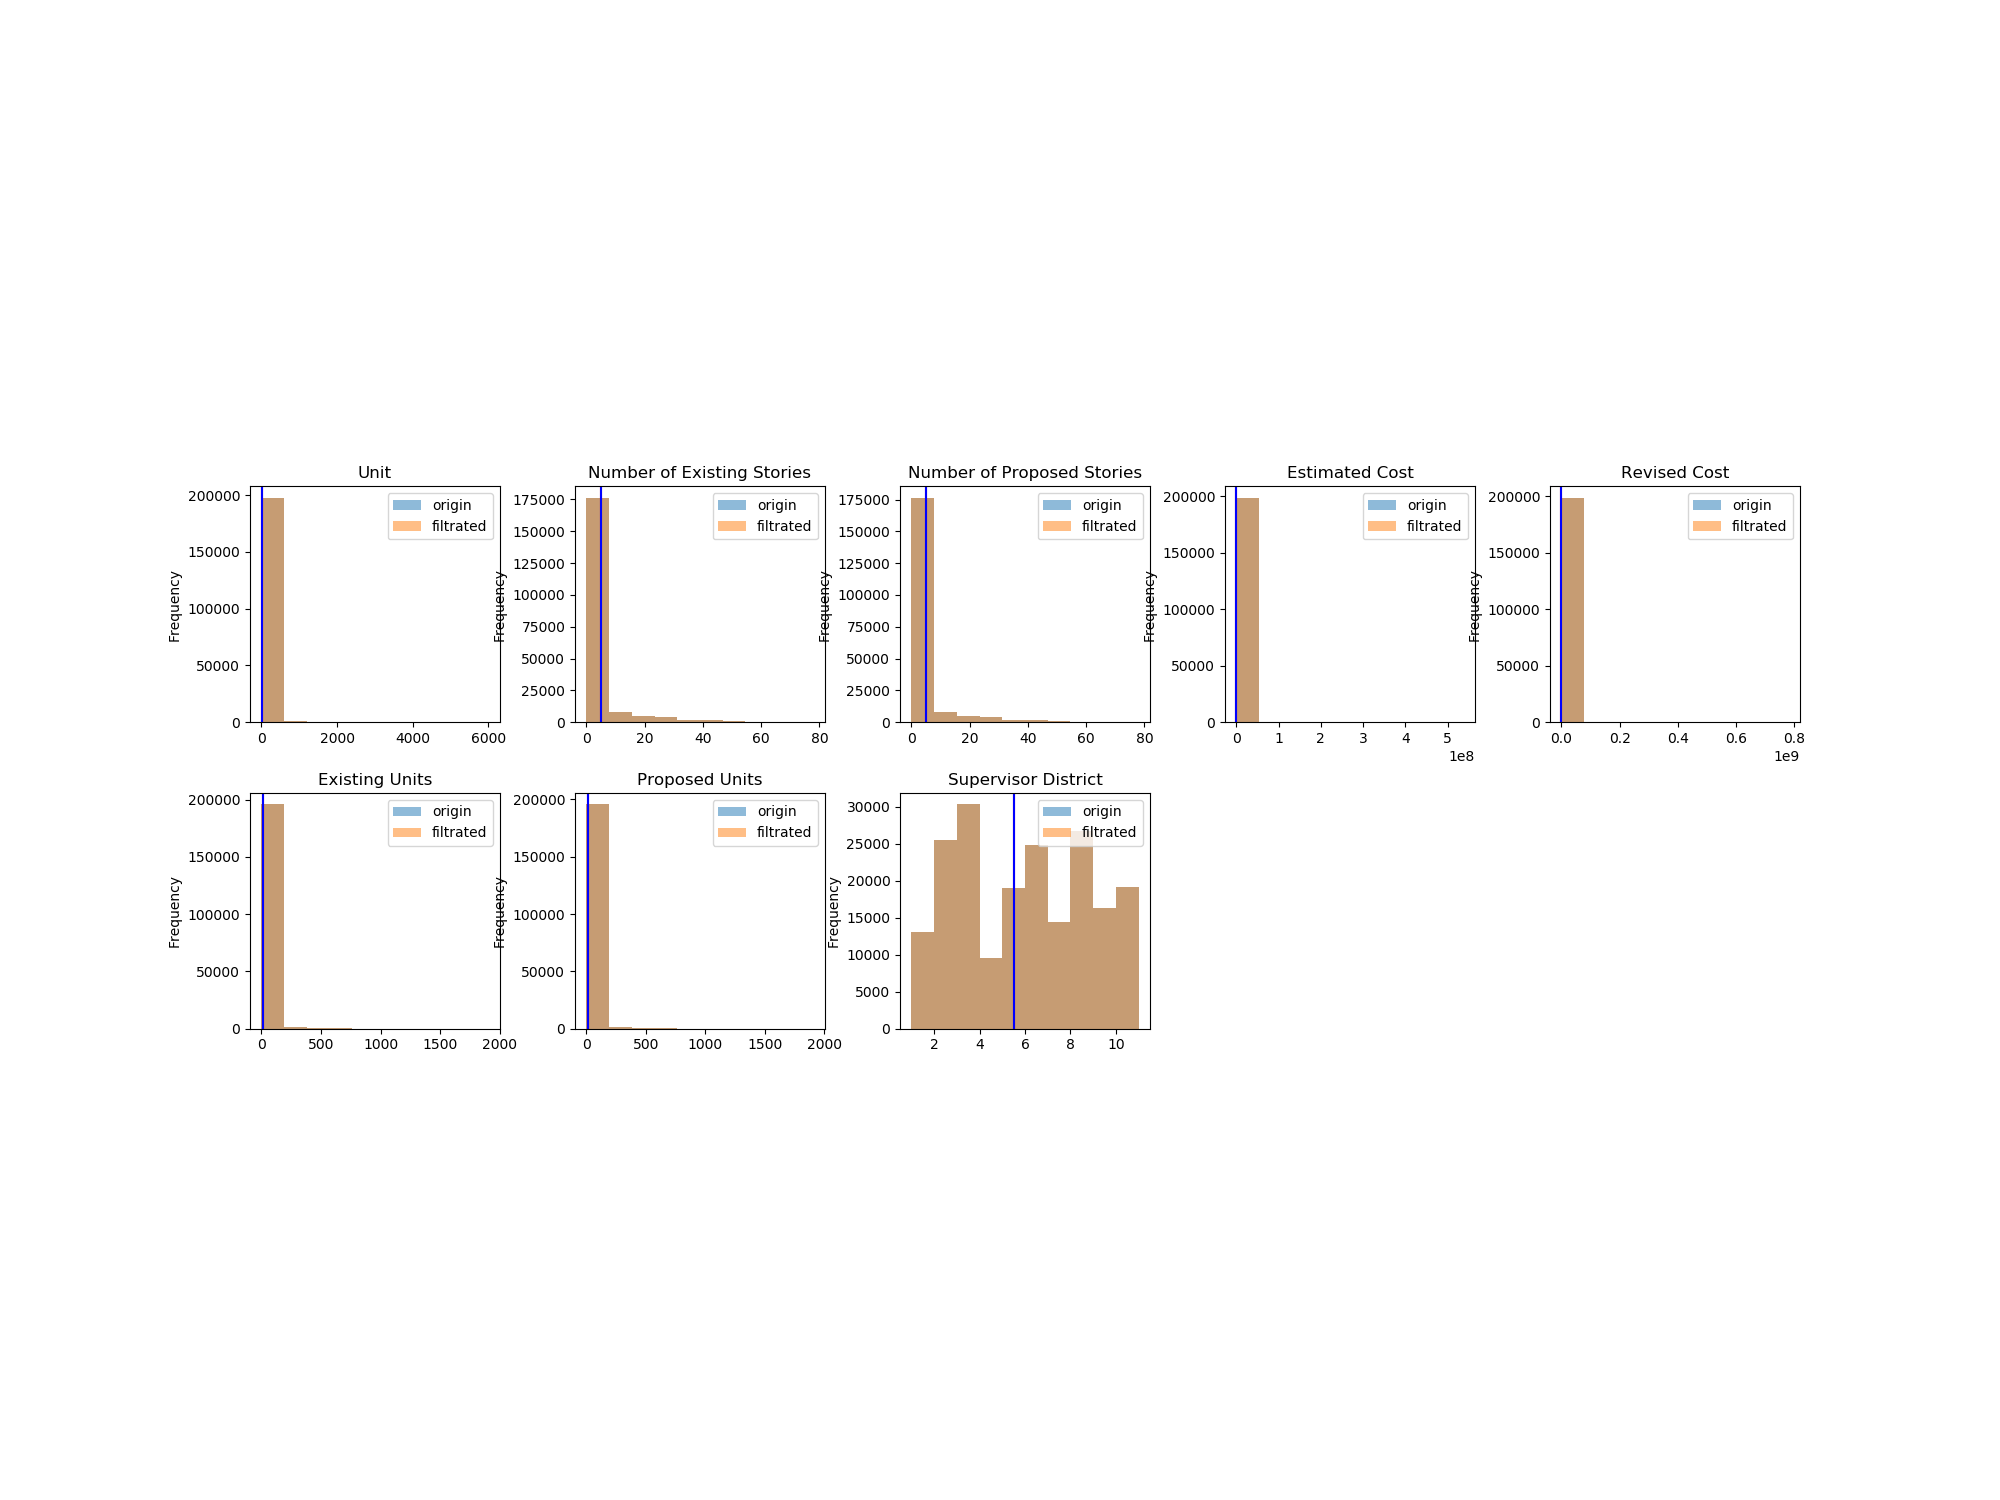 Unit
200000
150000
100000
50000
0
Frequency
0 2000 4000 6000
origin
filtrated
Number of Existing Stories
175000
150000
125000
100000
75000
50000
25000
0
Frequency
0 20 40 60 80
origin
filtrated
Number of Proposed Stories
175000
150000
125000
100000
75000
50000
25000
0
Frequency
0 20 40 60 80
origin
filtrated
Estimated Cost
200000
150000
100000
50000
0
Frequency
0 1 2 3 4 5
1e8
origin
filtrated
Revised Cost
200000
150000
100000
50000
0
Frequency
0.0 0.2 0.4 0.6 0.8
1e9
origin
filtrated
Existing Units
200000
150000
100000
50000
0
Frequency
0 500 1000 1500 2000
origin
filtrated
Proposed Units
200000
150000
100000
50000
0
Frequency
0 500 1000 1500 2000
origin
filtrated
Supervisor District
30000
25000
20000
15000
10000
5000
0
Frequency
2 4 6 8 10
origin
filtrated